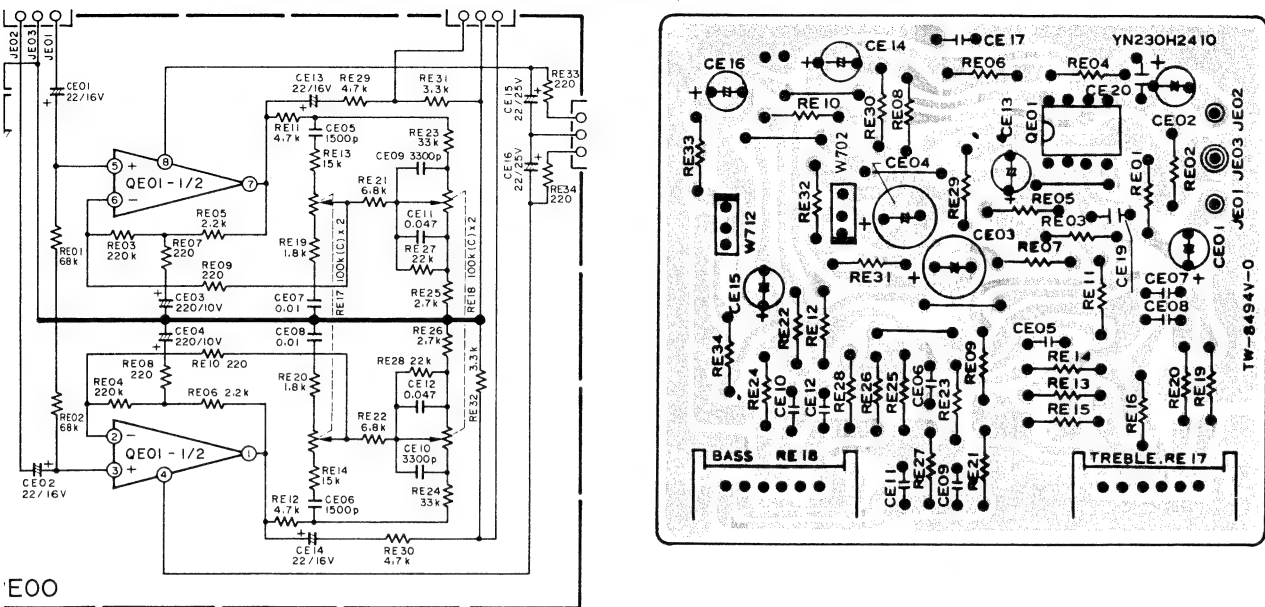 JE02
JE03
JE01
CE01
22/16V
CE13
22/16V
RE29
4.7k
RE31
3.3k
CE15
22/25V
RE33
220
RE11
4.7k
CE05
1500p
RE23
33k
RE13
15k
CE09 3300p
CE16
22/25V
RE34
220
5
+
8
QE01-1/2
7
6
−
RE21
6.8k
RE05
2.2k
RE03
220k
RE07
220
RE01
68k
RE09
220
RE19
1.8k
CE11
0.047
RE27
22k
RE17 100k(C)×2
RE18 100k(C)×2
CE03
220/10V
CE07
0.01
RE25
2.7k
CE04
220/10V
CE08
0.01
RE26
2.7k
RE08
220
RE10 220
RE28 22k
RE04
220k
RE06 2.2k
RE20
1.8k
CE12
0.047
RE32 3.3k
RE02
68k
RE22
6.8k
2
−
QE01-1/2
1
3
+
4
CE02
22/16V
CE10
3300p
RE14
15k
RE24
33k
RE12
4.7k
CE06
1500p
CE14
22/16V
RE30
4.7k
E00
CE14
CE17
YN230H2410
CE16
RE06
RE04
CE20
RE10
RE30
RE08
CE13
QE01
CE02
JE02
RE33
W702
CE04
RE01
RE02
JE03
RE32
RE29
RE05
RE03
JE01
W712
CE03
RE07
CE19
CE01
RE31
CE15
RE11
CE07
CE08
RE22
RE12
TW-8494V-0
RE34
CE05
RE09
RE14
RE24
CE10
CE12
RE28
RE26
RE25
CE06
RE23
RE13
RE15
RE16
RE20
RE19
BASS RE18
CE11
RE27
CE09
RE21
TREBLE.RE17